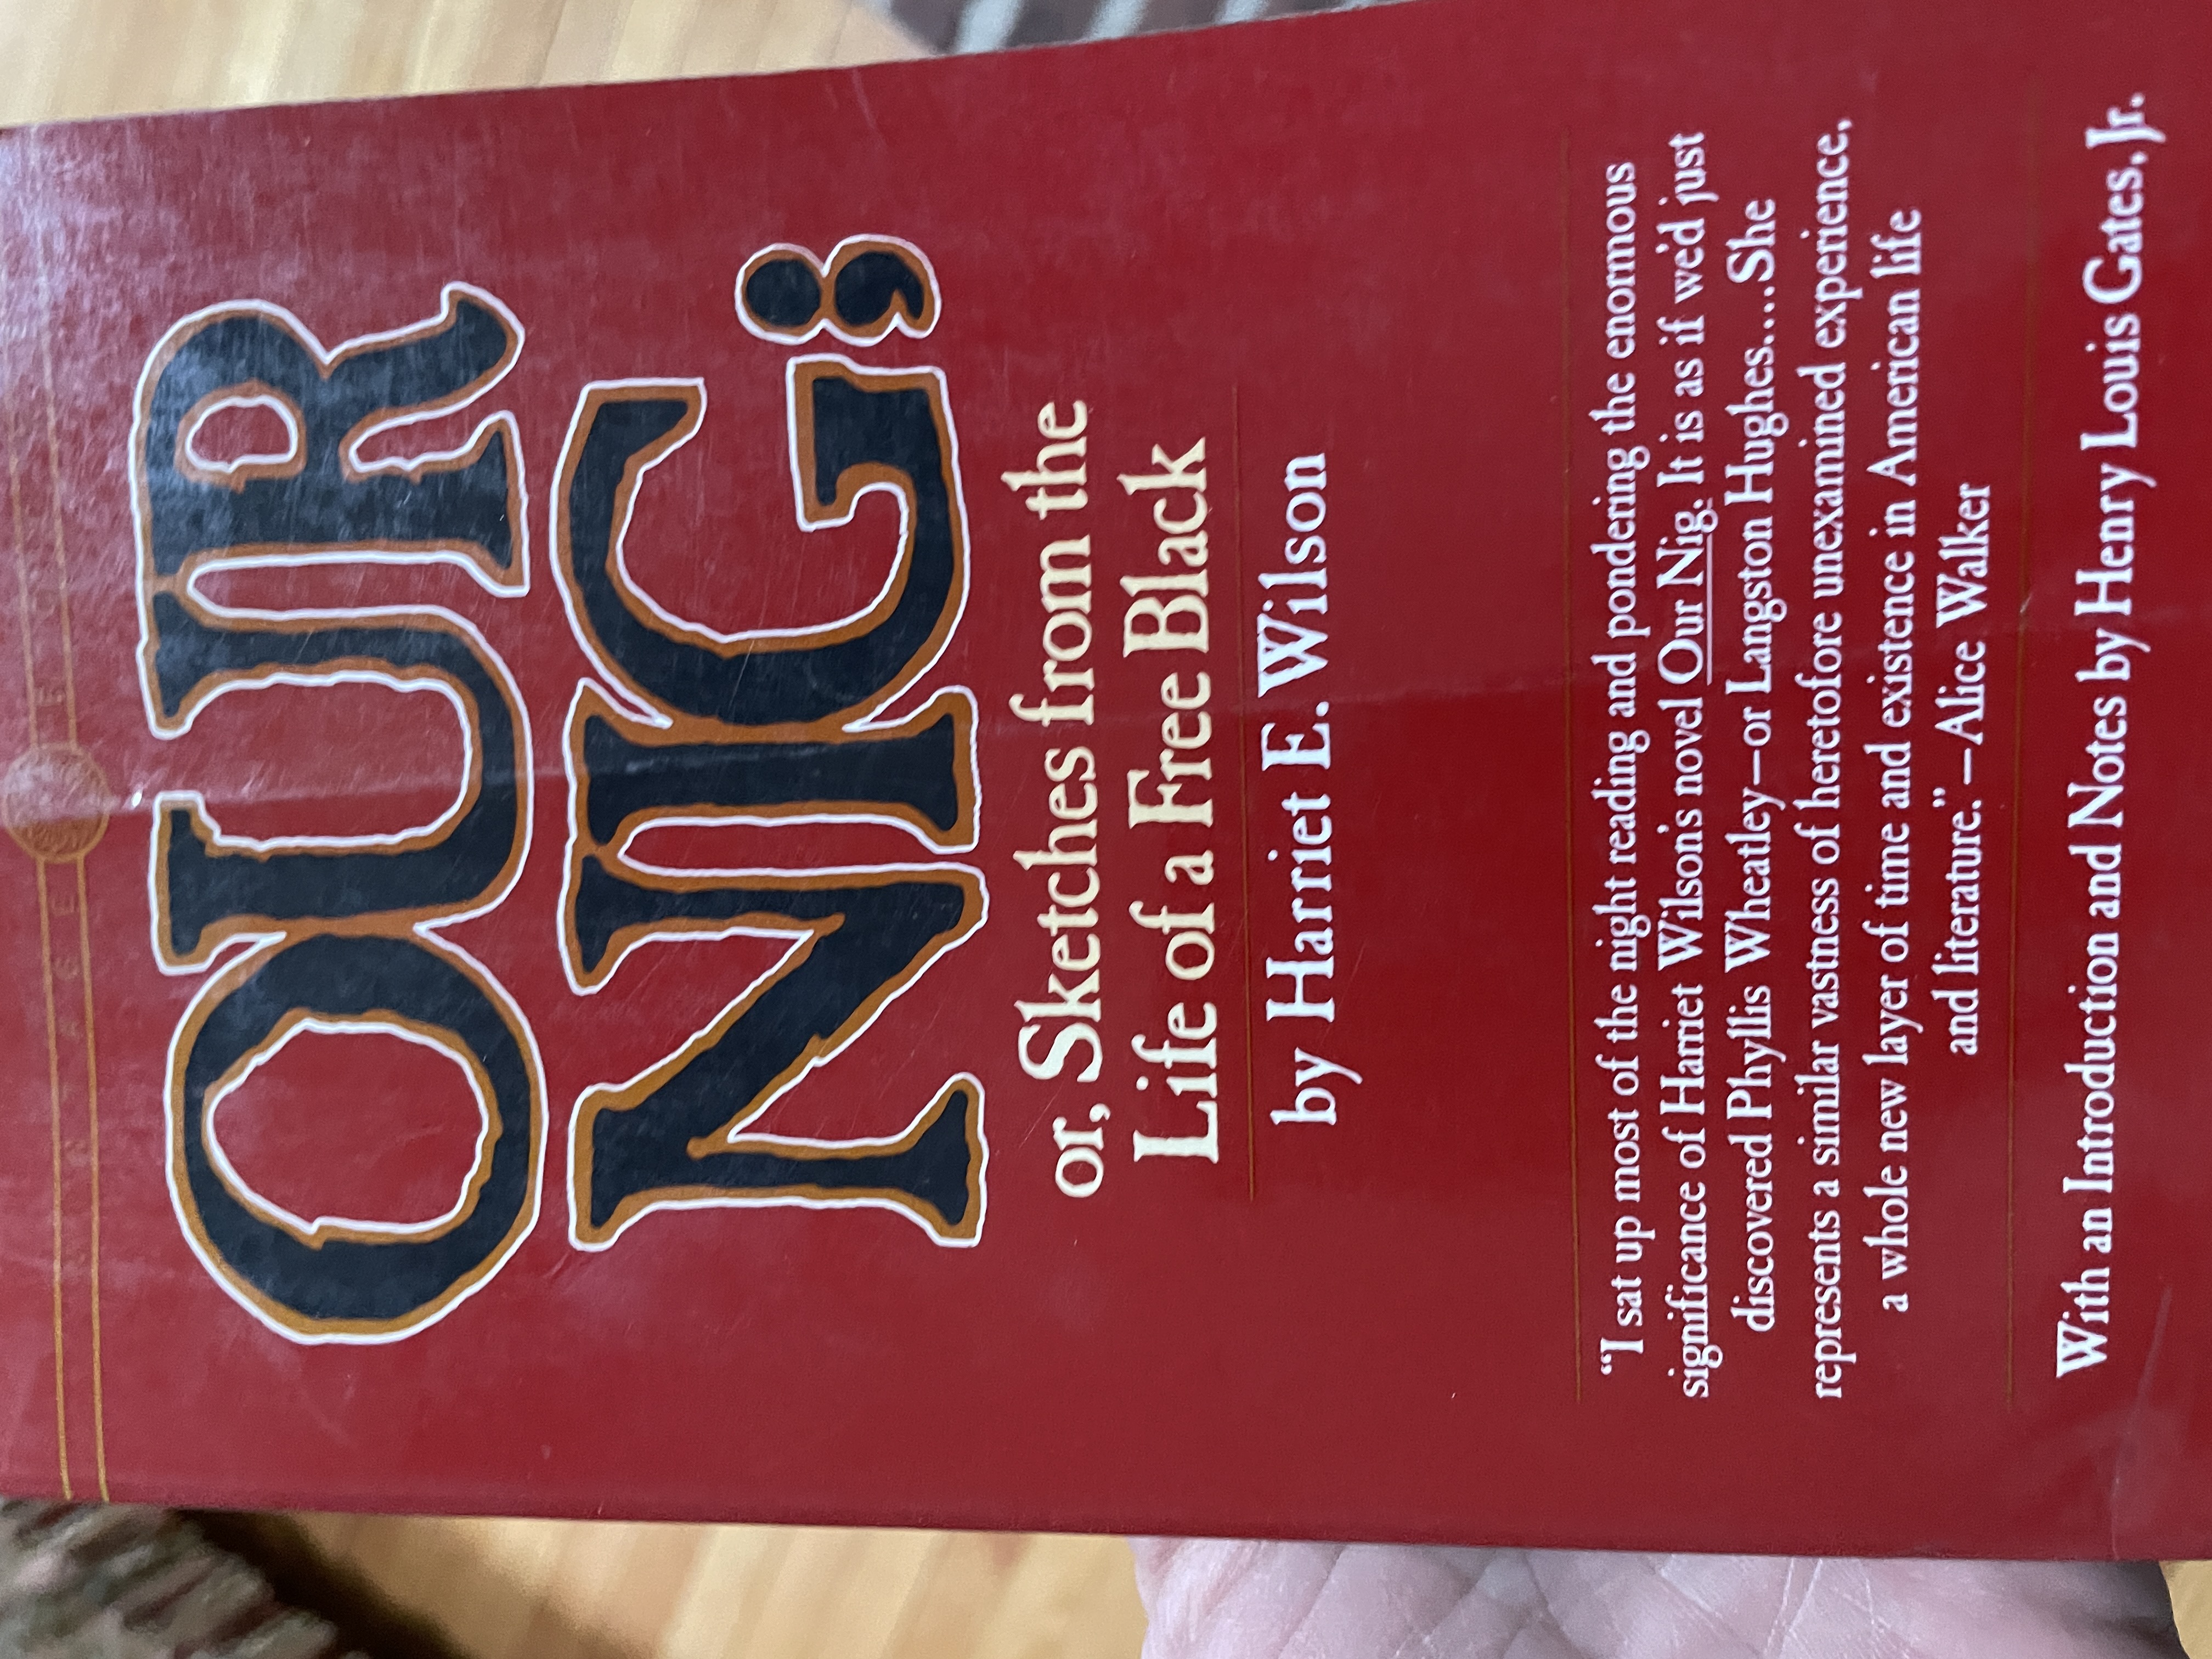 OUR
NIG;
or, Sketches from the
Life of a Free Black
by Harriet E. Wilson
“I sat up most of the night reading and pondering the enormous
significance of Harriet Wilson's novel Our Nig. It is as if we'd just
discovered Phyllis Wheatley—or Langston Hughes....She
represents a similar vastness of heretofore unexamined experience,
a whole new layer of time and existence in American life
and literature.”—Alice Walker
With an Introduction and Notes by Henry Louis Gates, Jr.